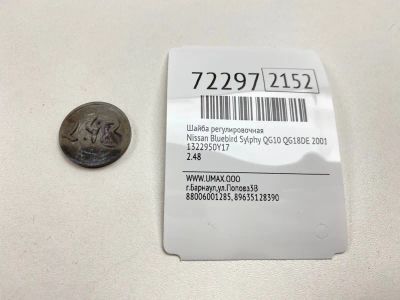 2.48
72297 2152
Шайба регулировочная
Nissan Bluebird Sylphy QG10 QG18DE 2001
1322950Y17
2.48
WWW.UMAX.OOO
г.Барнаул,ул.Попова3В
88006001285, 89635128390